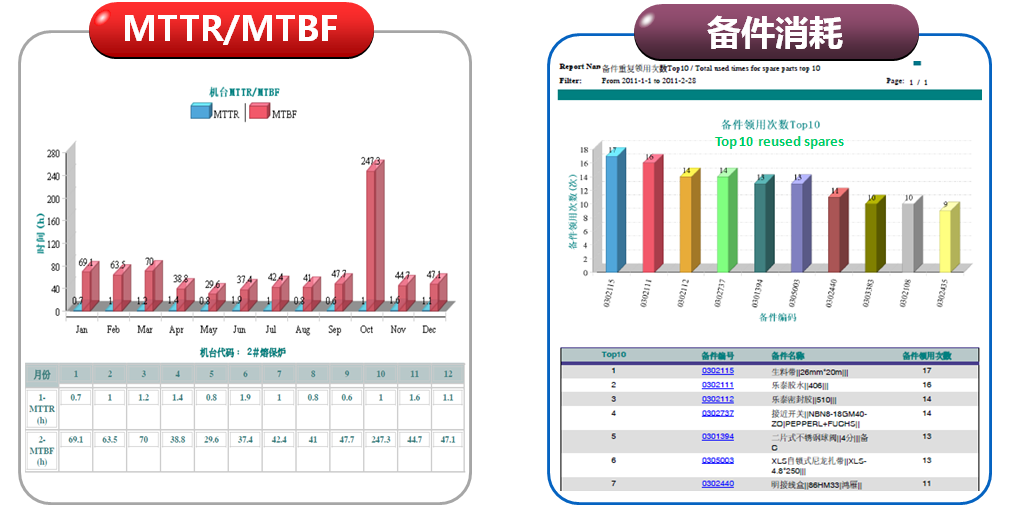 MTTR/MTBF
机台MTTR/MTBF
MTTR MTBF
时间(h)
280
240
200
160
120
80
40
0
69.1 63.5 70 38.8 29.6 37.4 42.4 41 47.7 247.3 44.7 47.1
0.7 1 1.2 1.4 0.8 1.9 1 0.8 0.6 1 1.6 1.1
Jan Feb Mar Apr May Jun Jul Aug Sep Oct Nov Dec
机台代码： 2#熔保炉
月份 1 2 3 4 5 6 7 8 9 10 11 12
1-MTTR(h) 0.7 1 1.2 1.4 0.8 1.9 1 0.8 0.6 1 1.6 1.1
2-MTBF(h) 69.1 63.5 70 38.8 29.6 37.4 42.4 41 47.7 247.3 44.7 47.1
备件消耗
Report Nan 备件重复领用次数Top10 / Total used times for spare parts top 10
Filter: From 2011-1-1 to 2011-2-28 Page: 1 / 1
备件领用次数Top10
Top 10 reused spares
备件领用次数(次)
18
16
14
12
10
8
6
4
2
0
17 16 14 14 13 13 11 10 10 9
0302115 0302111 0302112 0302737 0301394 0305003 0302440 0303383 0302108 0302435
备件编码
Top10 备件编号 备件名称 备件领用次数
1 0302115 生料带||26mm*20m||| 17
2 0302111 乐泰胶水||406||| 16
3 0302112 乐泰密封胶||510||| 14
4 0302737 接近开关||NBN8-18GM40- 14
ZO|PEPPERL+FUCHS||
5 0301394 二片式不锈钢球阀||4分|||备 13
C
6 0305003 XLS自锁式尼龙扎带||XLS- 13
4.8*250|||
7 0302440 明接线盒||86HM33|鸿雁|| 11